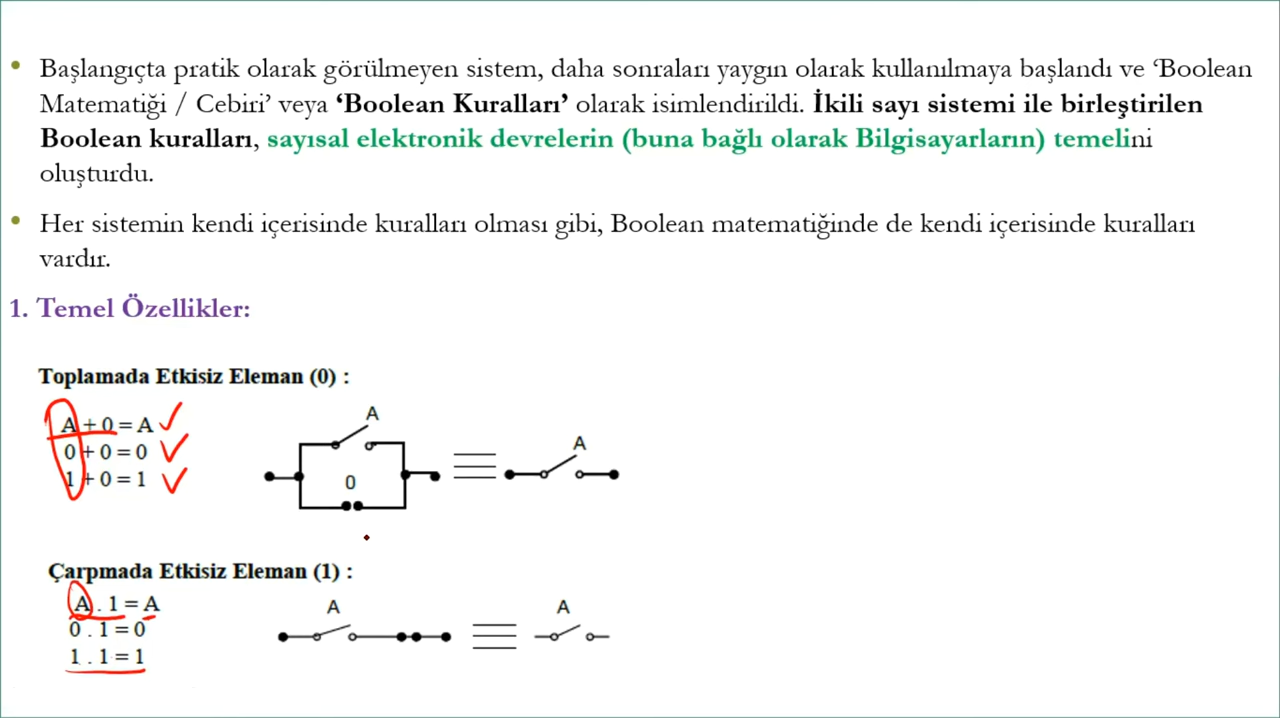 Başlangıçta pratik olarak görülmeyen sistem, daha sonraları yaygın olarak kullanılmaya başlandı ve 'Boolean
Matematiği / Cebiri' veya 'Boolean Kuralları' olarak isimlendirildi. İkili sayı sistemi ile birleştirilen
Boolean kuralları, sayısal elektronik devrelerin (buna bağlı olarak Bilgisayarların) temelini
oluşturdu.
Her sistemin kendi içerisinde kuralları olması gibi, Boolean matematiğinde de kendi içerisinde kuralları
vardır.
1. Temel Özellikler:
Toplamada Etkisiz Eleman (0) :
A + 0 = A
0 + 0 = 0
1 + 0 = 1
A
0
A
Çarpmada Etkisiz Eleman (1) :
A . 1 = A
0 . 1 = 0
1 . 1 = 1
A
A